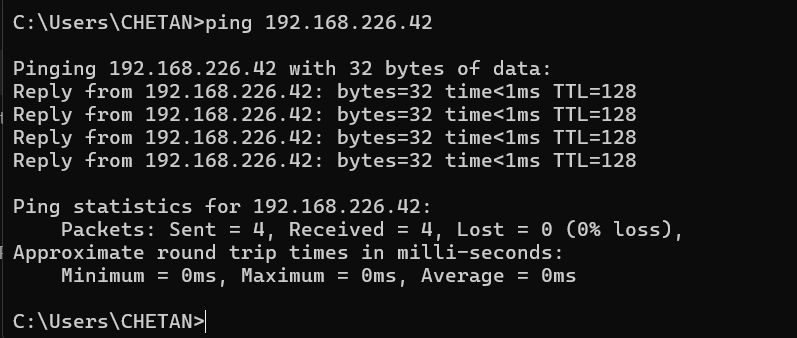 C:\Users\CHETAN>ping 192.168.226.42
Pinging 192.168.226.42 with 32 bytes of data:
Reply from 192.168.226.42: bytes=32 time<1ms TTL=128
Reply from 192.168.226.42: bytes=32 time<1ms TTL=128
Reply from 192.168.226.42: bytes=32 time<1ms TTL=128
Reply from 192.168.226.42: bytes=32 time<1ms TTL=128
Ping statistics for 192.168.226.42:
    Packets: Sent = 4, Received = 4, Lost = 0 (0% loss),
Approximate round trip times in milli-seconds:
    Minimum = 0ms, Maximum = 0ms, Average = 0ms
C:\Users\CHETAN>